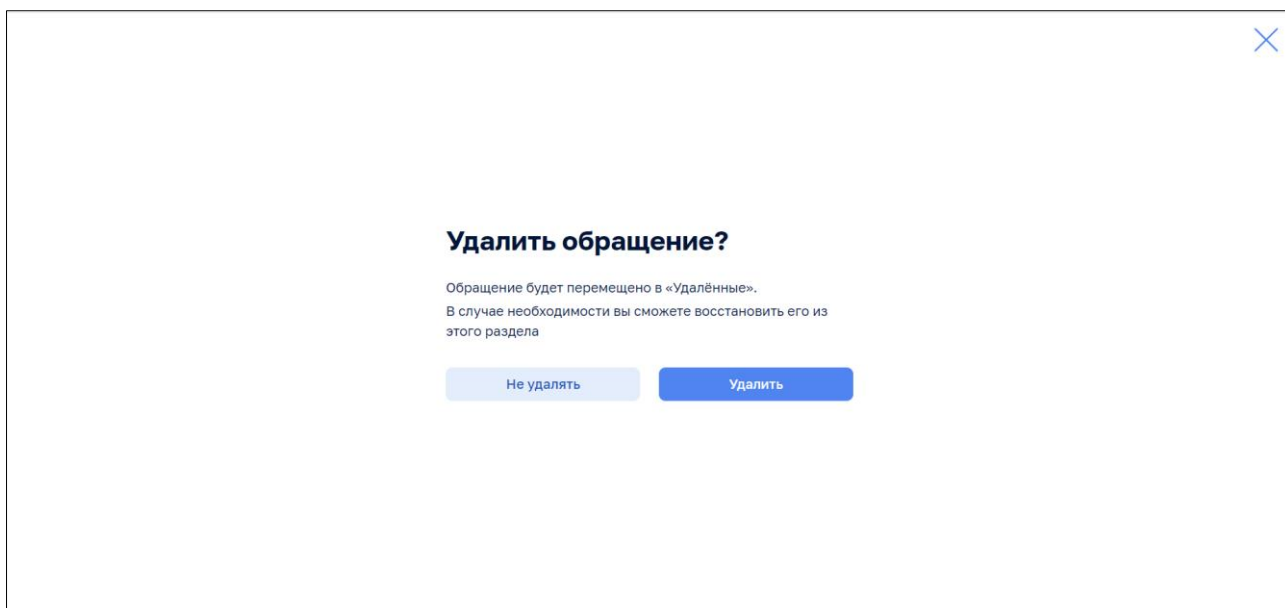 Удалить обращение?
Обращение будет перемещено в «Удалённые».
В случае необходимости вы сможете восстановить его из
этого раздела
Не удалять
Удалить